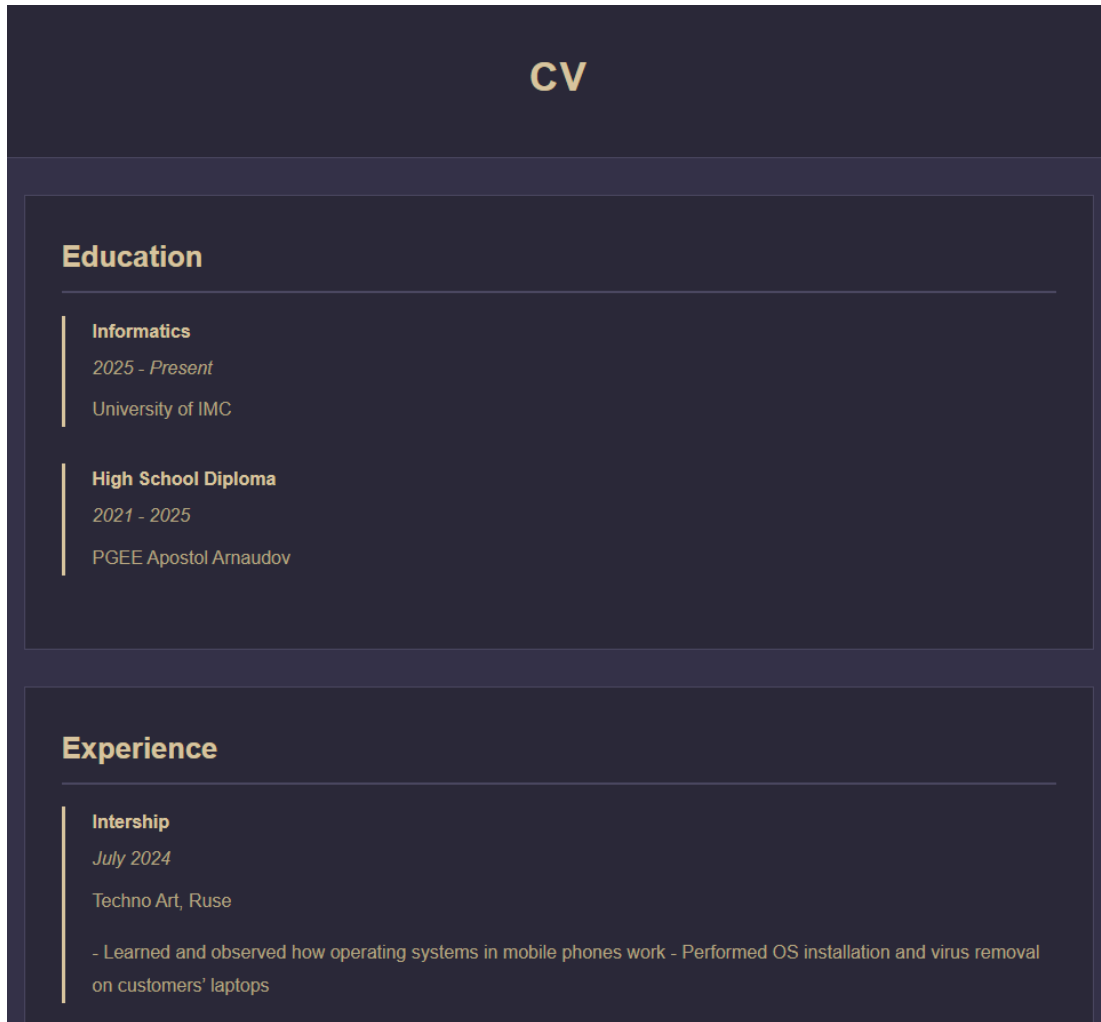 CV
Education
Informatics
2025 - Present
University of IMC
High School Diploma
2021 - 2025
PGEE Apostol Arnaudov
Experience
Intership
July 2024
Techno Art, Ruse
- Learned and observed how operating systems in mobile phones work - Performed OS installation and virus removal
on customers’ laptops